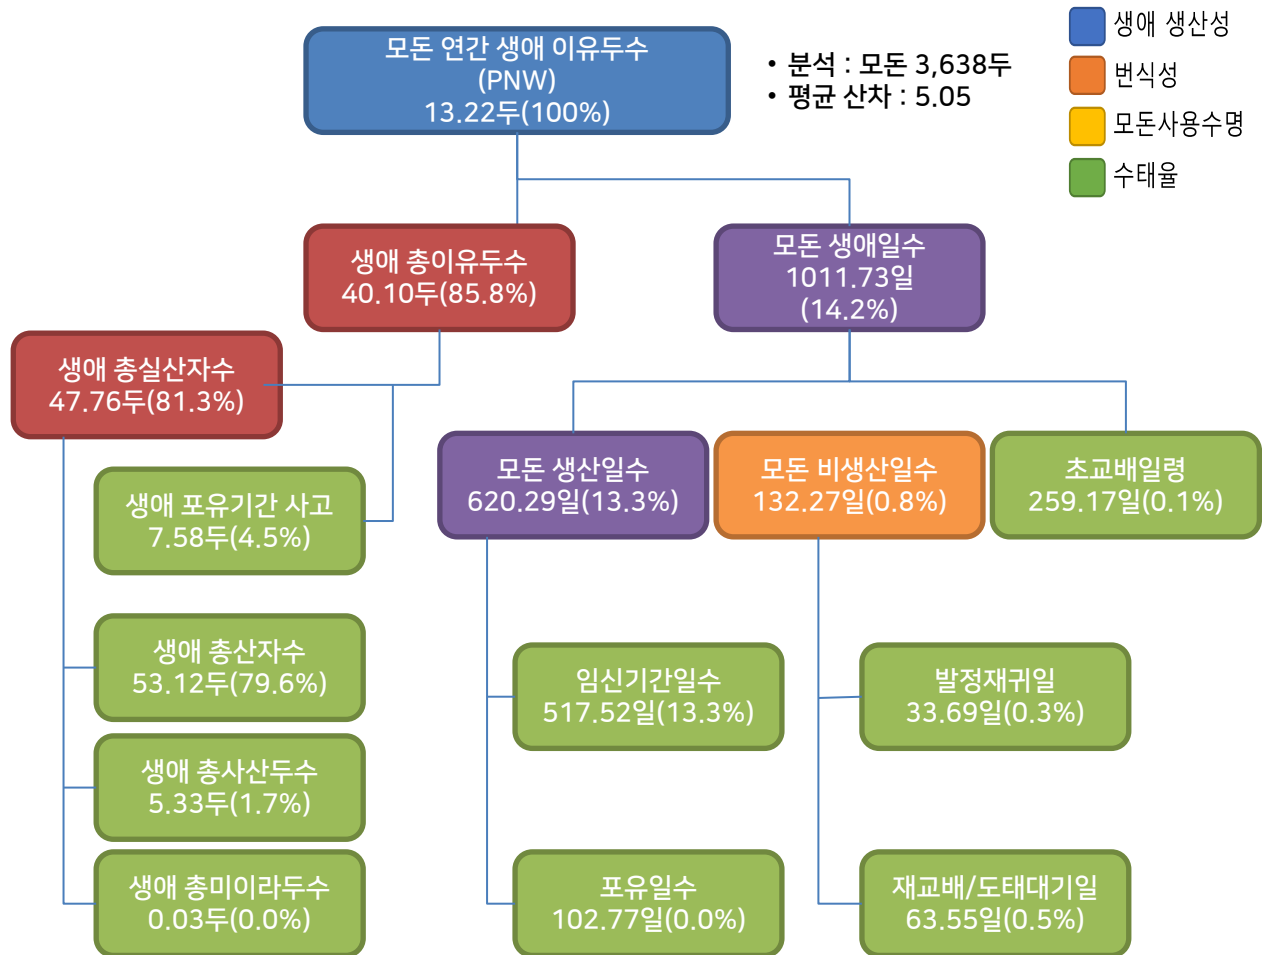 모돈 연간 생애 이유두수
(PNW)
13.22두(100%)
• 분석 : 모돈 3,638두
• 평균 산차 : 5.05
생애 생산성
번식성
모돈사용수명
수태율
생애 총이유두수
40.10두(85.8%)
모돈 생애일수
1011.73일
(14.2%)
생애 총실산자수
47.76두(81.3%)
모돈 생산일수
620.29일(13.3%)
모돈 비생산일수
132.27일(0.8%)
초교배일령
259.17일(0.1%)
생애 포유기간 사고
7.58두(4.5%)
생애 총산자수
53.12두(79.6%)
임신기간일수
517.52일(13.3%)
발정재귀일
33.69일(0.3%)
생애 총사산두수
5.33두(1.7%)
생애 총미이라두수
0.03두(0.0%)
포유일수
102.77일(0.0%)
재교배/도태대기일
63.55일(0.5%)